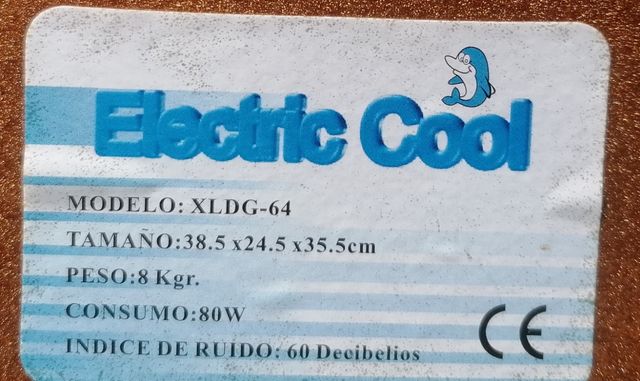 Electric Cool
MODELO: XLDG-64
TAMAÑO:38.5 x24.5 x35.5cm
PESO:8 Kgr.
CONSUMO:80W
INDICE DE RUIDO: 60 Decibelios
CE